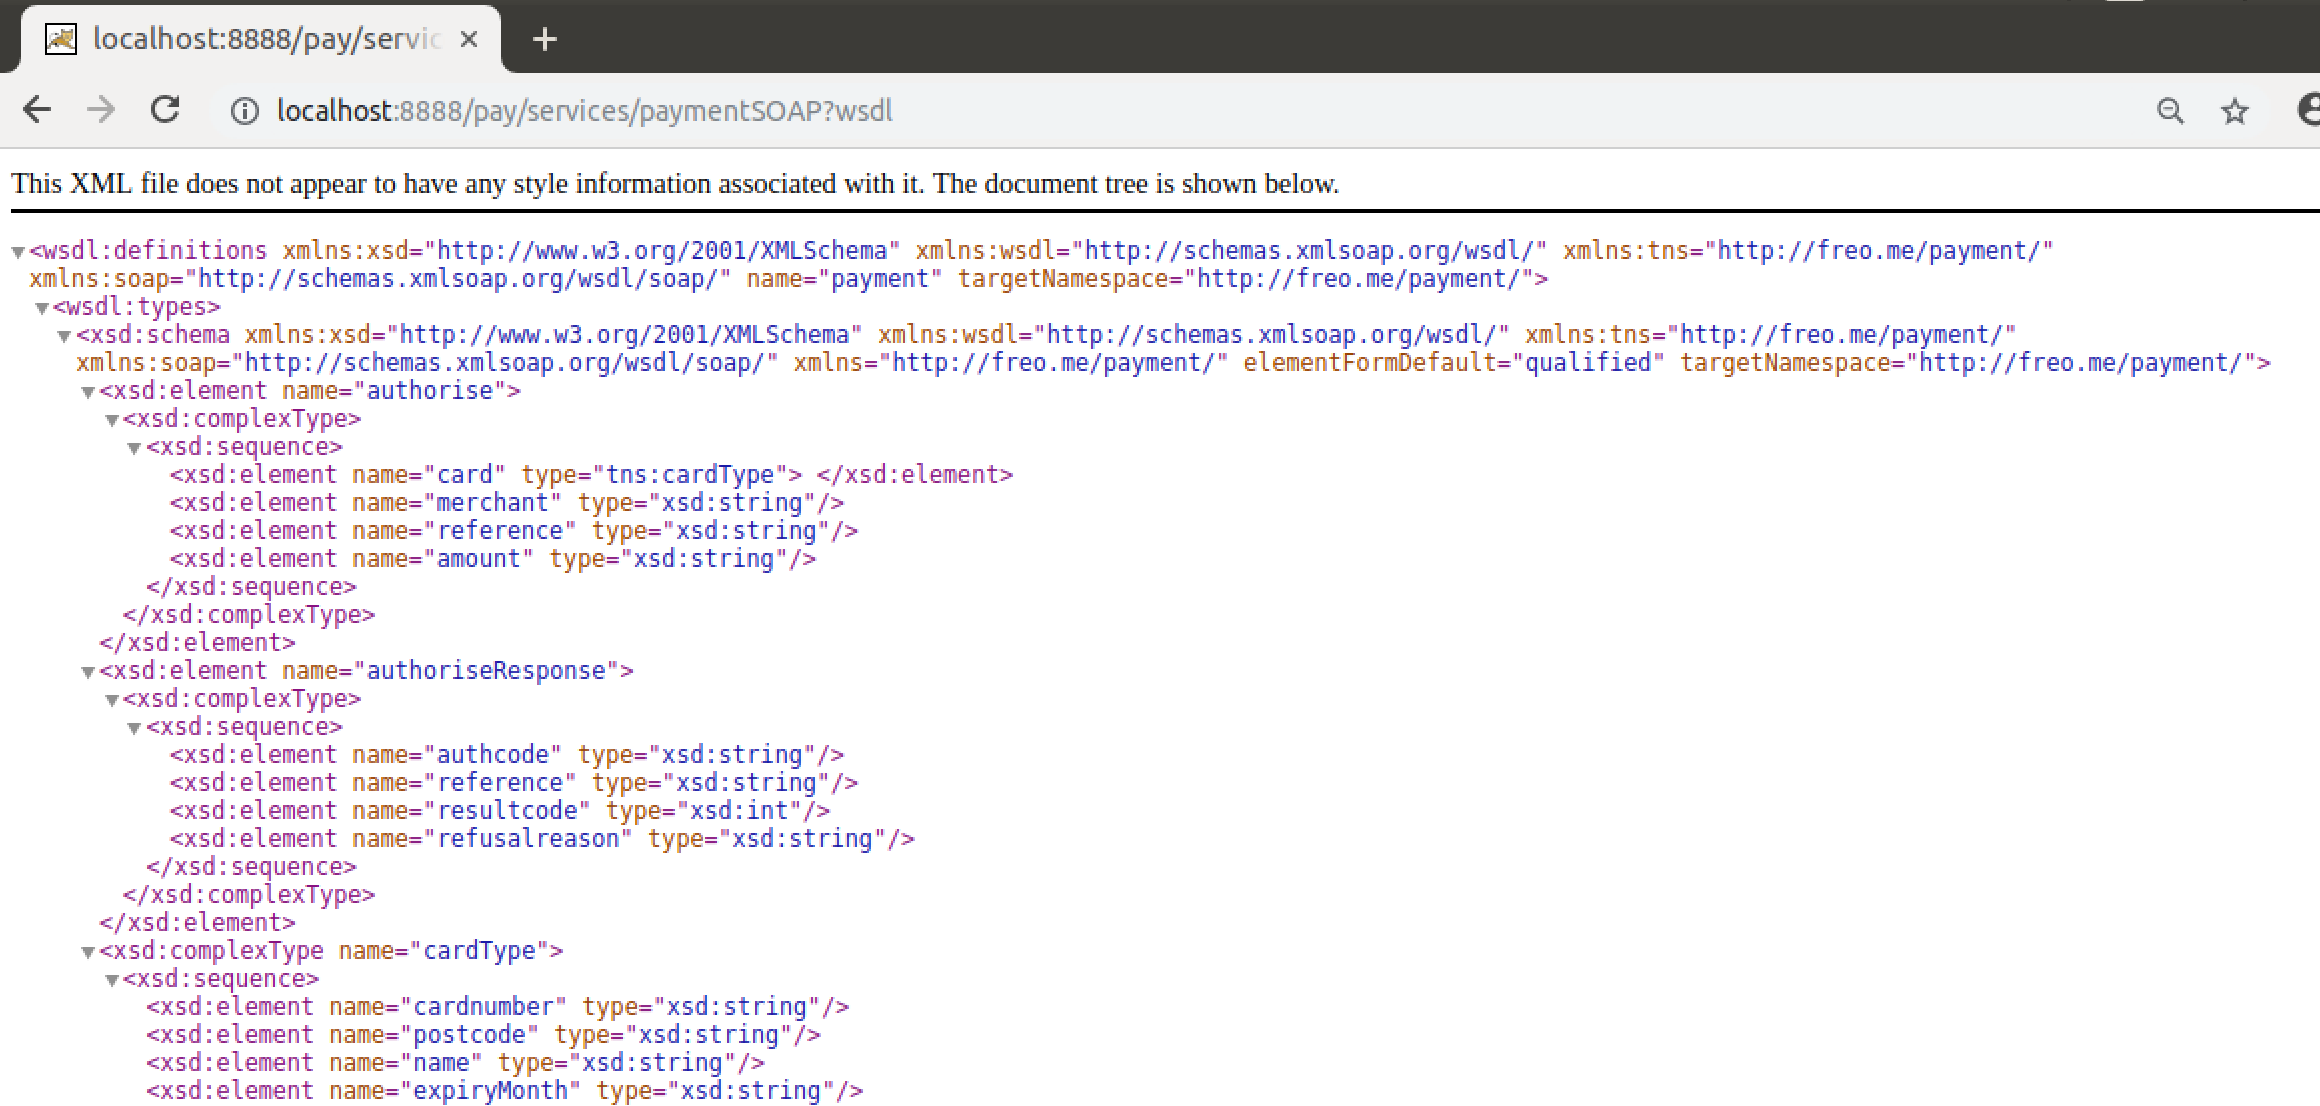 localhost:8888/pay/servic
localhost:8888/pay/services/paymentSOAP?wsdl
This XML file does not appear to have any style information associated with it. The document tree is shown below.
<wsdl:definitions xmlns:xsd="http://www.w3.org/2001/XMLSchema" xmlns:wsdl="http://schemas.xmlsoap.org/wsdl/" xmlns:tns="http://freo.me/payment/"
xmlns:soap="http://schemas.xmlsoap.org/wsdl/soap/" name="payment" targetNamespace="http://freo.me/payment/">
<wsdl:types>
<xsd:schema xmlns:xsd="http://www.w3.org/2001/XMLSchema" xmlns:wsdl="http://schemas.xmlsoap.org/wsdl/" xmlns:tns="http://freo.me/payment/"
xmlns:soap="http://schemas.xmlsoap.org/wsdl/soap/" xmlns="http://freo.me/payment/" elementFormDefault="qualified" targetNamespace="http://freo.me/payment/">
<xsd:element name="authorise">
<xsd:complexType>
<xsd:sequence>
<xsd:element name="card" type="tns:cardType"> </xsd:element>
<xsd:element name="merchant" type="xsd:string"/>
<xsd:element name="reference" type="xsd:string"/>
<xsd:element name="amount" type="xsd:string"/>
</xsd:sequence>
</xsd:complexType>
</xsd:element>
<xsd:element name="authoriseResponse">
<xsd:complexType>
<xsd:sequence>
<xsd:element name="authcode" type="xsd:string"/>
<xsd:element name="reference" type="xsd:string"/>
<xsd:element name="resultcode" type="xsd:int"/>
<xsd:element name="refusalreason" type="xsd:string"/>
</xsd:sequence>
</xsd:complexType>
</xsd:element>
<xsd:complexType name="cardType">
<xsd:sequence>
<xsd:element name="cardnumber" type="xsd:string"/>
<xsd:element name="postcode" type="xsd:string"/>
<xsd:element name="name" type="xsd:string"/>
<xsd:element name="expiryMonth" type="xsd:string"/>